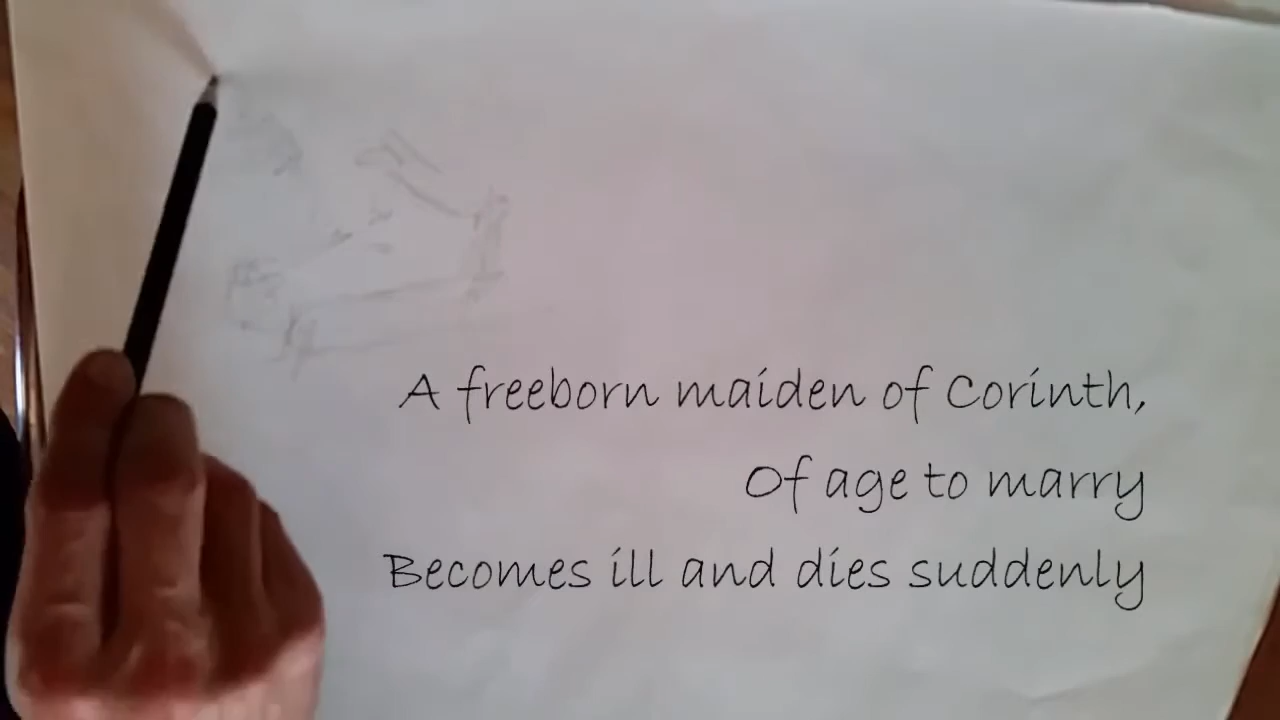 A freeborn maiden of Corinth,
Of age to marry
Becomes ill and dies suddenly